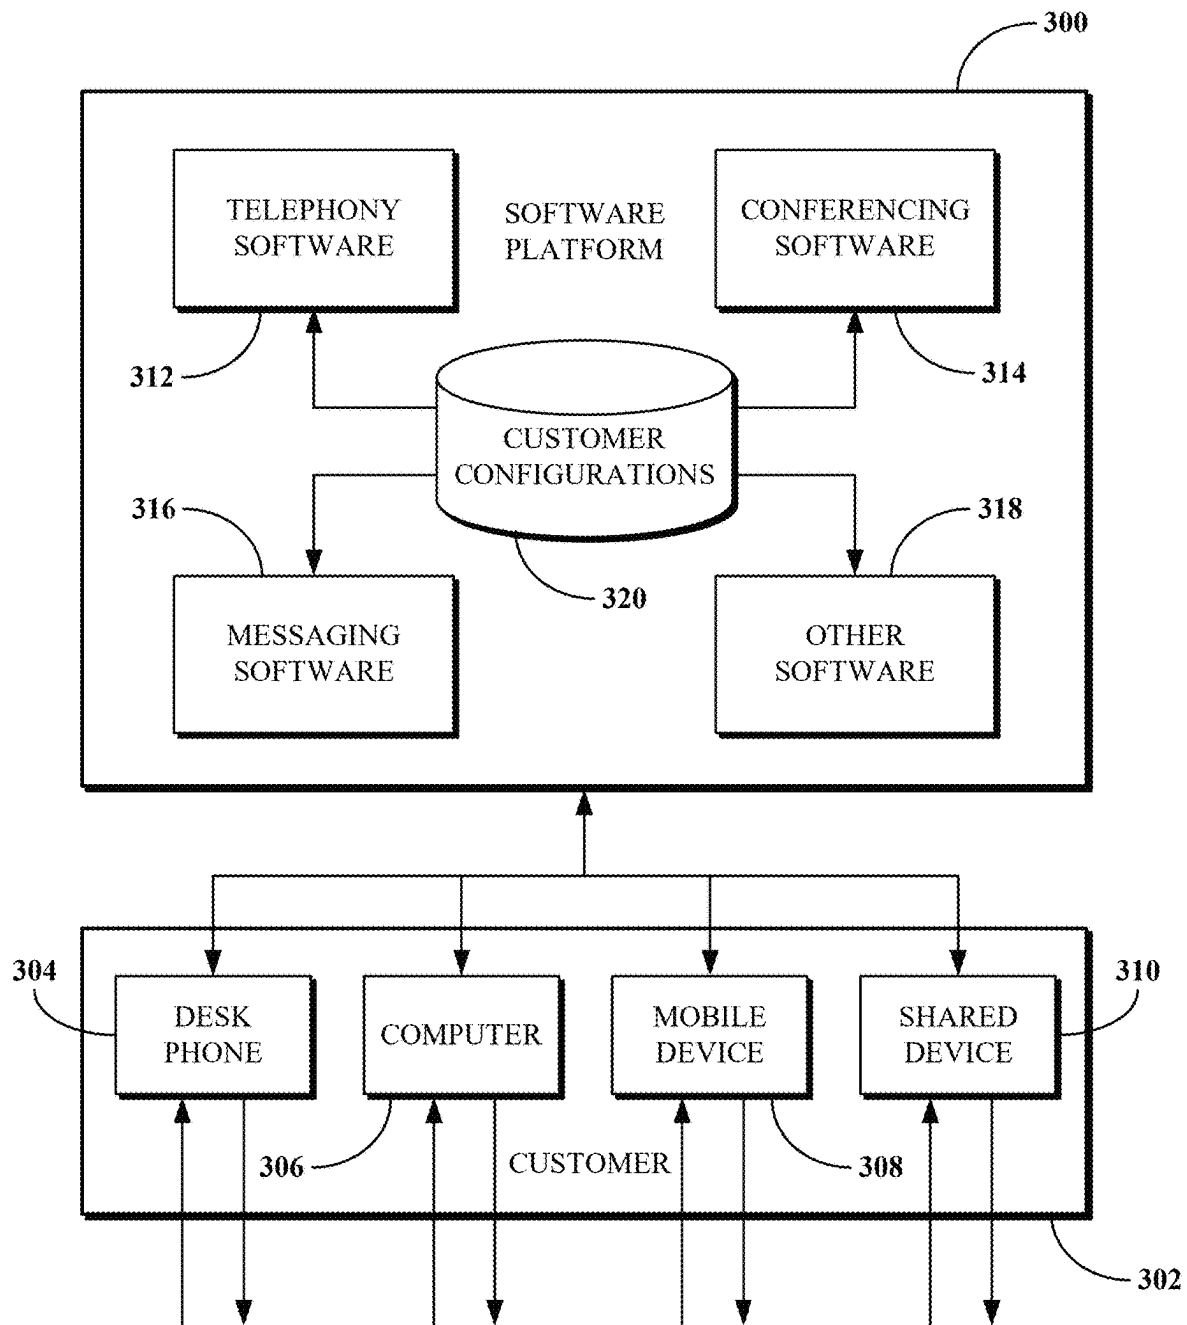 300
TELEPHONY
SOFTWARE
SOFTWARE
PLATFORM
CONFERENCING
SOFTWARE
312
314
CUSTOMER
CONFIGURATIONS
316
318
320
MESSAGING
SOFTWARE
OTHER
SOFTWARE
304
310
DESK
PHONE
COMPUTER
MOBILE
DEVICE
SHARED
DEVICE
306
CUSTOMER
308
302